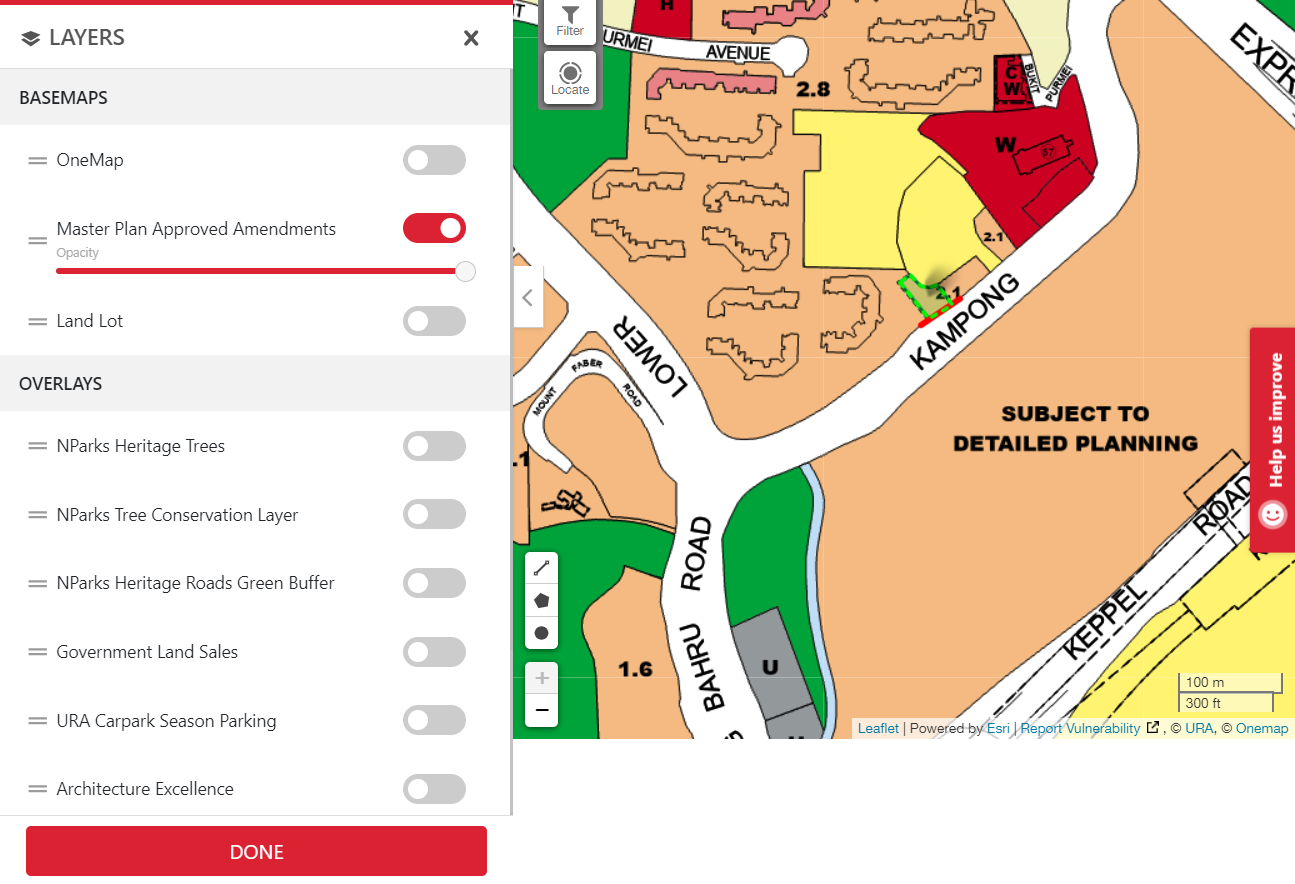 LAYERS
BASEMAPS
OneMap
Master Plan Approved Amendments
Opacity
Land Lot
OVERLAYS
NParks Heritage Trees
NParks Tree Conservation Layer
NParks Heritage Roads Green Buffer
Government Land Sales
URA Carpark Season Parking
Architecture Excellence
DONE
Filter
Locate
H
URMEI AVENUE
2.8
C
W
BUKIT
PURMEI
EXPR
W
57
2.1
2.1
KAMPONG
LOWER
MOUNT FABER ROAD
SUBJECT TO
DETAILED PLANNING
.1
ROAD
BAHRU
1.6
U
KEPPEL ROAD
Help us improve
100 m
300 ft
Leaflet | Powered by Esri | Report Vulnerability , © URA, © Onemap